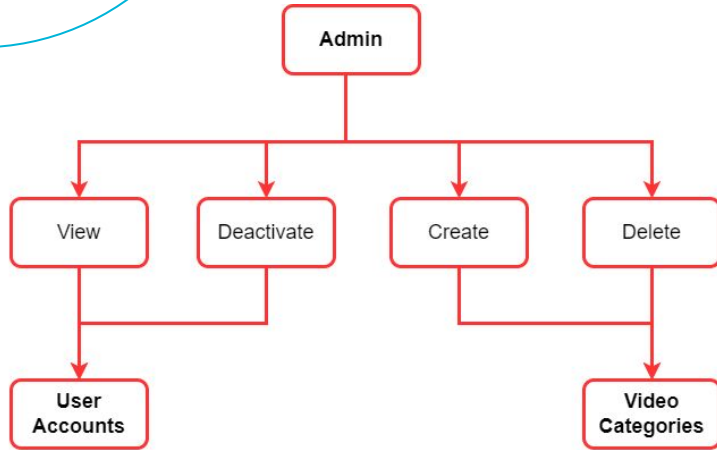 Admin
View
Deactivate
Create
Delete
User
Accounts
Video
Categories